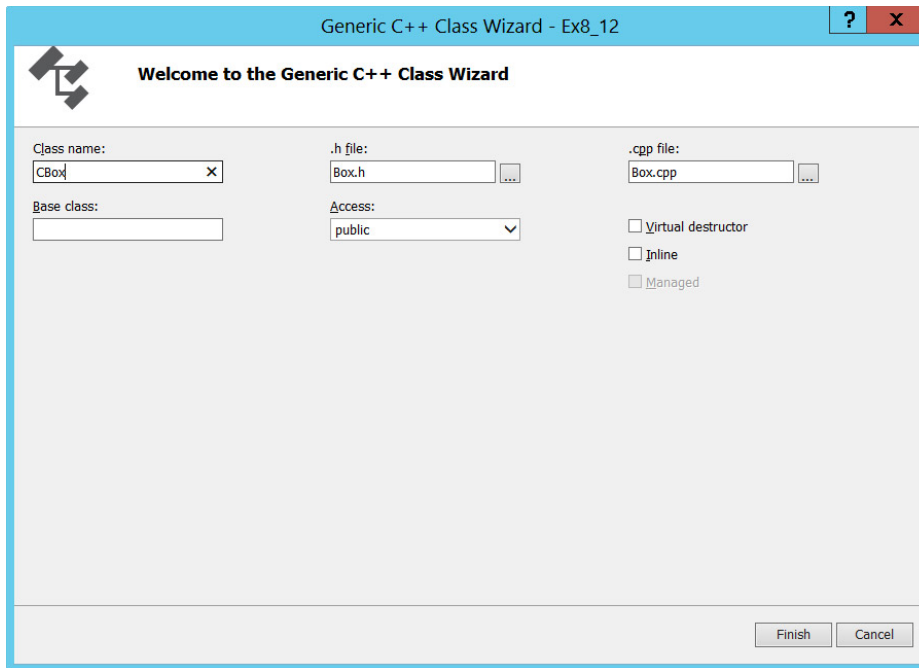 Generic C++ Class Wizard - Ex8_12
?
X
Welcome to the Generic C++ Class Wizard
Class name: .h file: .cpp file:
CBox × Box.h ... Box.cpp ...
Base class: Access:
public
Virtual destructor
Inline
Managed
Finish Cancel